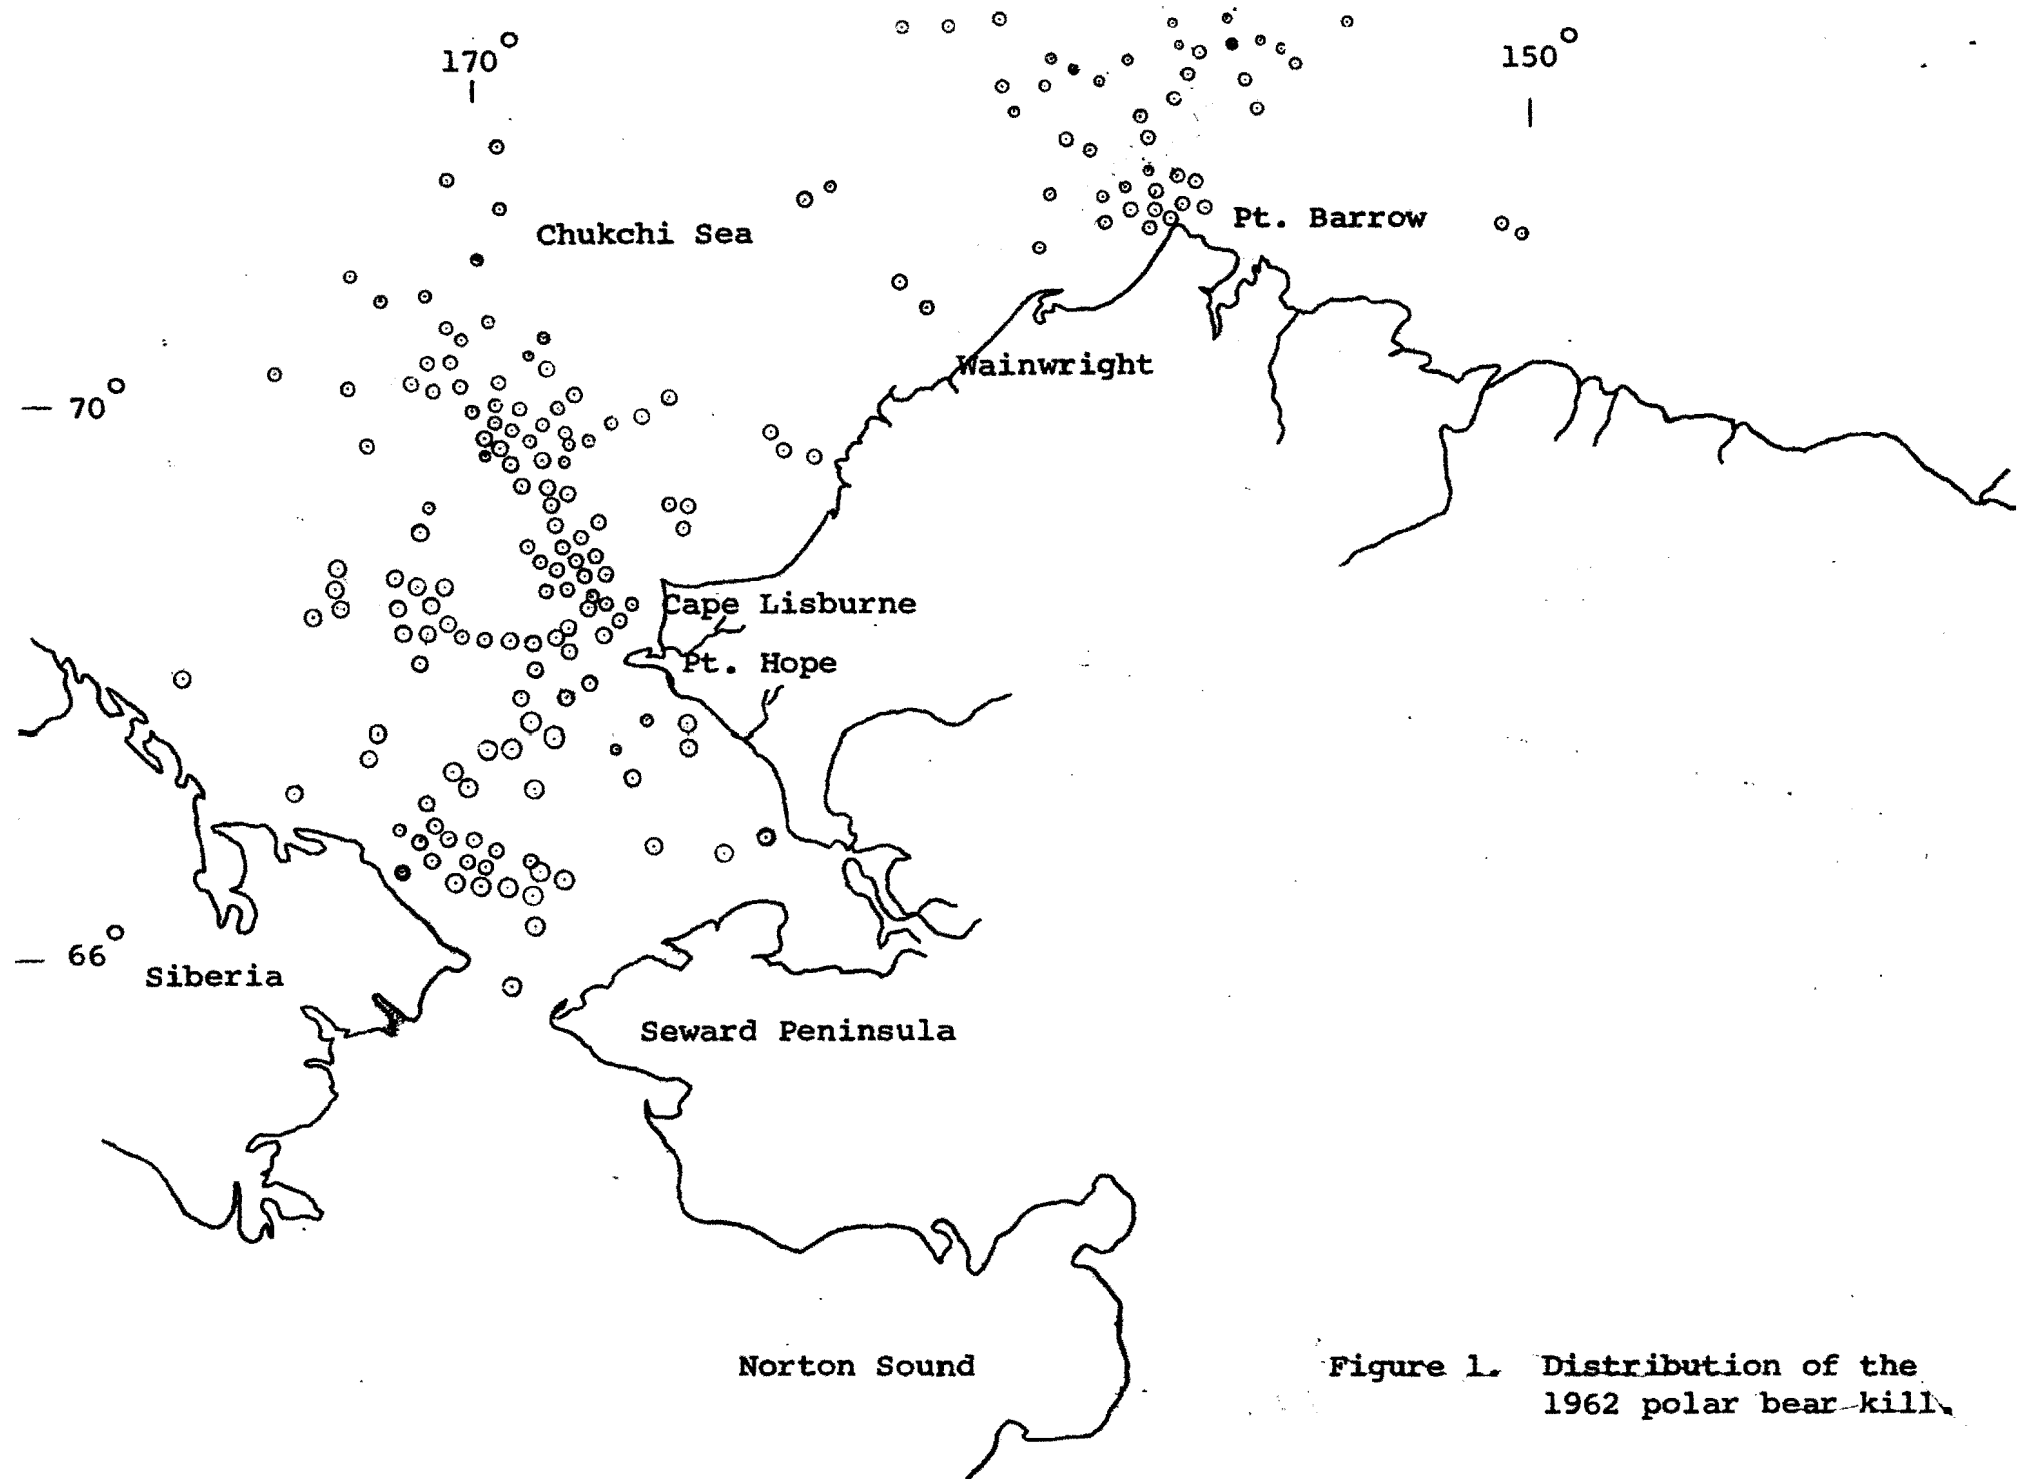 170°
150°
Chukchi Sea
Pt. Barrow
Wainwright
70°
Cape Lisburne
Pt. Hope
66°
Siberia
Seward Peninsula
Norton Sound
Figure 1. Distribution of the
1962 polar bear kill.